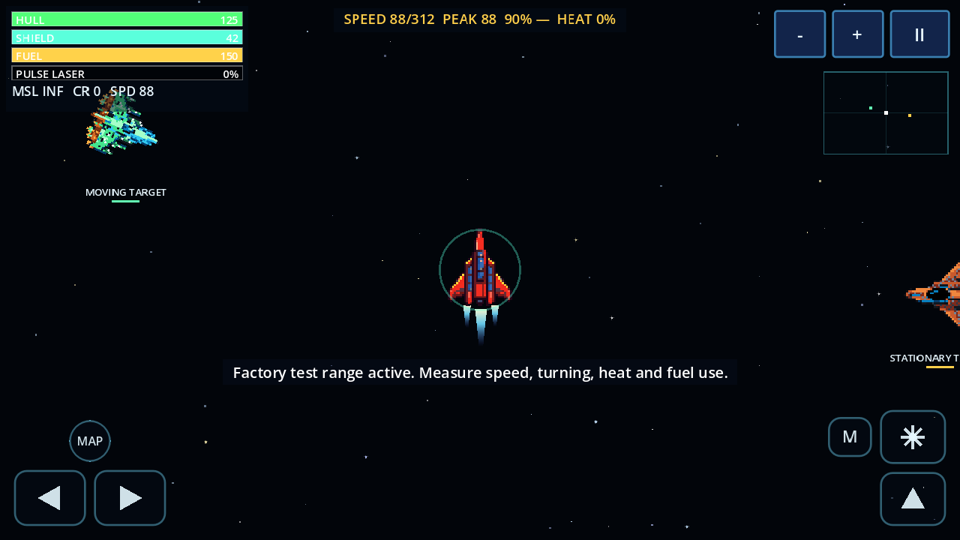 HULL 125
SHIELD 42
FUEL 150
PULSE LASER 0%
MSL INF CR 0 SPD 88
SPEED 88/312 PEAK 88 90% — HEAT 0%
- + II
MOVING TARGET
STATIONARY T
Factory test range active. Measure speed, turning, heat and fuel use.
MAP
M